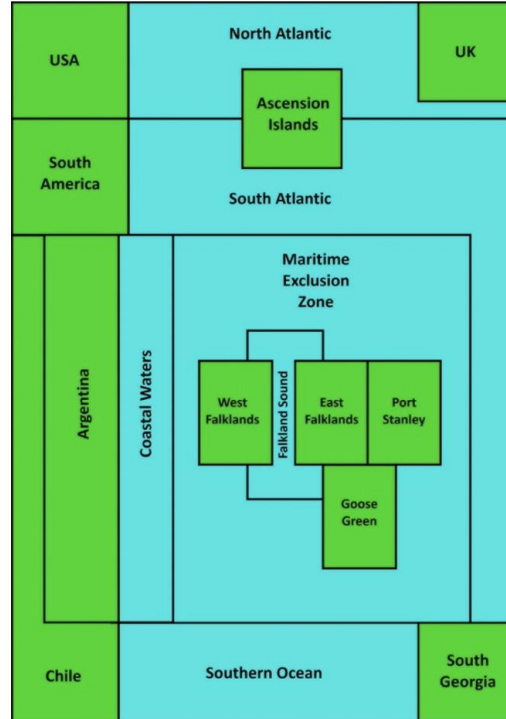 North Atlantic
USA
UK
Ascension
Islands
South
America
South Atlantic
Maritime
Exclusion
Zone
Argentina
Coastal Waters
West
Falklands
Falkland Sound
East
Falklands
Port
Stanley
Goose
Green
Chile
Southern Ocean
South
Georgia